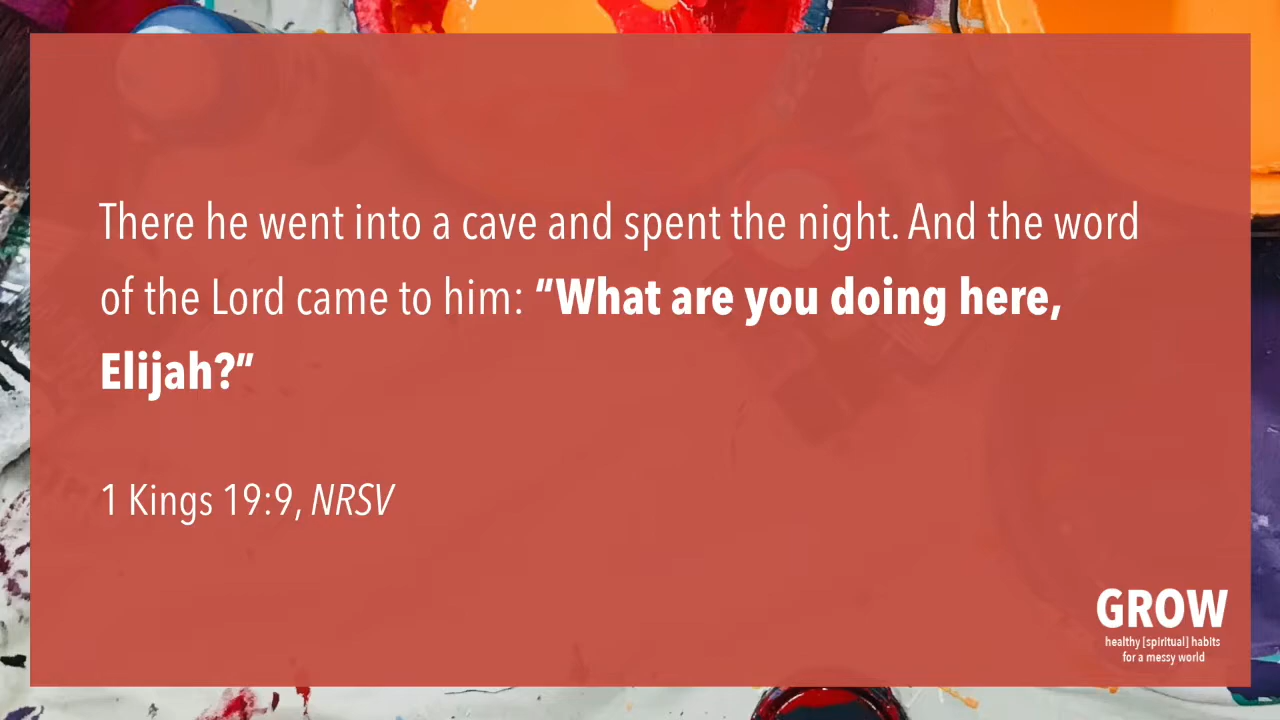 There he went into a cave and spent the night. And the word
of the Lord came to him: “What are you doing here,
Elijah?”
1 Kings 19:9, NRSV
GROW
healthy [spiritual] habits
for a messy world